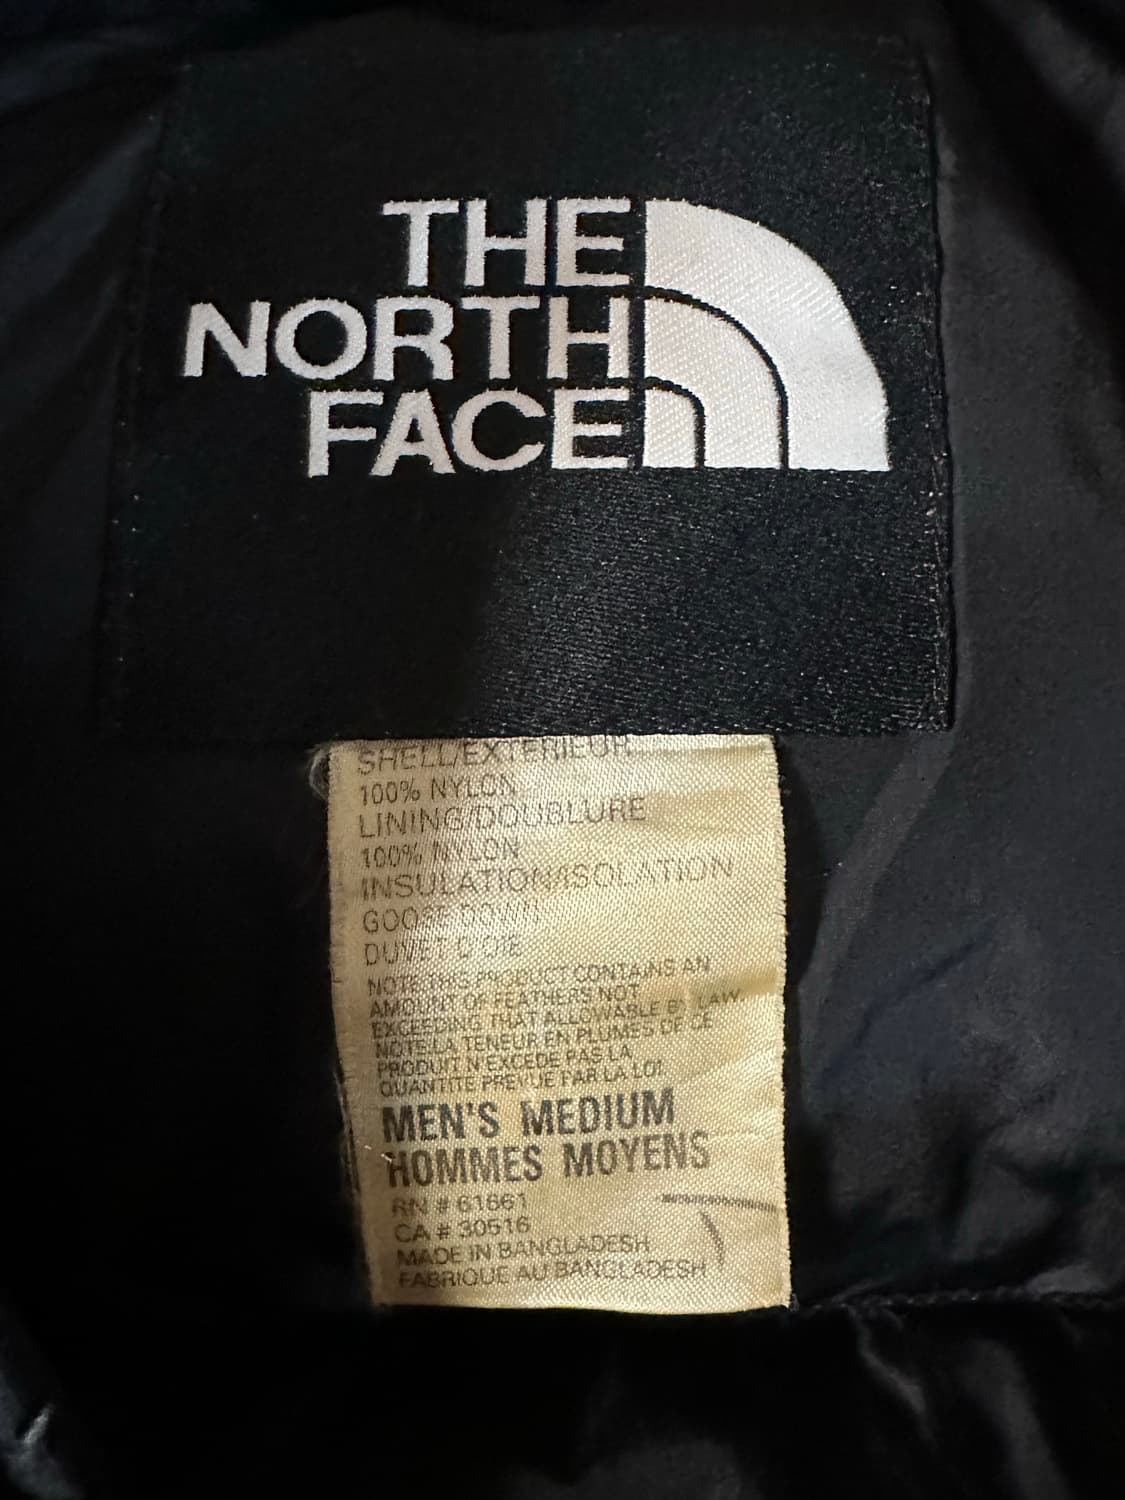 THE
NORTH
FACE
SHELL/EXTERIEUR
100% NYLON
LINING/DOUBLURE
100% NYLON
INSULATION/ISOLATION
GOOSE DOWN
DUVET D'OIE
NOTE:THIS PRODUCT CONTAINS AN
AMOUNT OF FEATHERS NOT
EXCEEDING THAT ALLOWABLE BY LAW.
NOTE:LA TENEUR EN PLUMES DE CE
PRODUIT N'EXCEDE PAS LA
QUANTITE PREVUE PAR LA LOI
MEN'S MEDIUM
HOMMES MOYENS
RN # 61661
CA # 30516
MADE IN BANGLADESH
FABRIQUE AU BANGLADESH